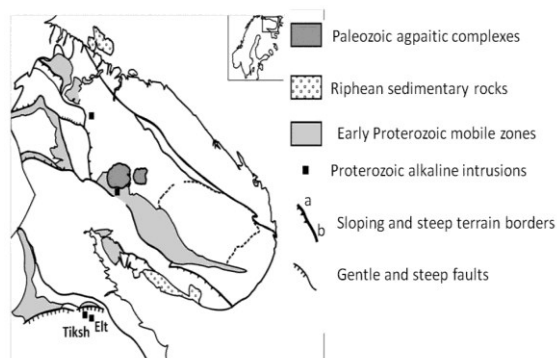 Paleozoic agpaitic complexes
Riphean sedimentary rocks
Early Proterozoic mobile zones
Proterozoic alkaline intrusions
a
b
Sloping and steep terrain borders
Gentle and steep faults
Tiksh
Elt